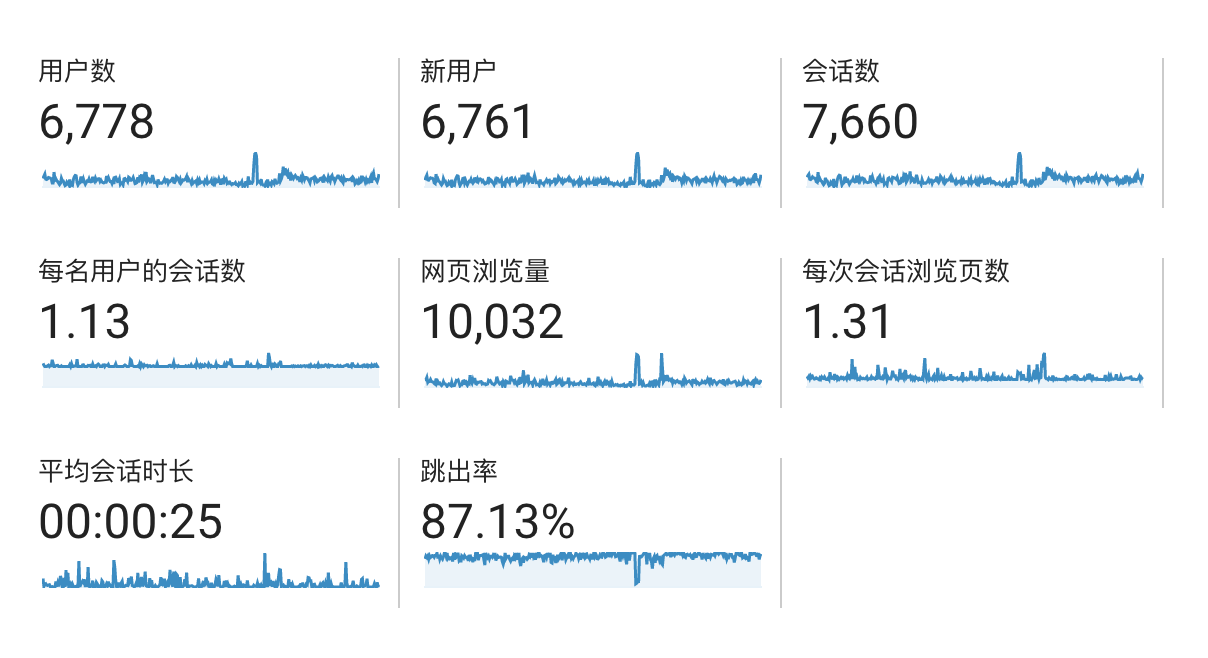 用户数
6,778
新用户
6,761
会话数
7,660
每名用户的会话数
1.13
网页浏览量
10,032
每次会话浏览页数
1.31
平均会话时长
00:00:25
跳出率
87.13%